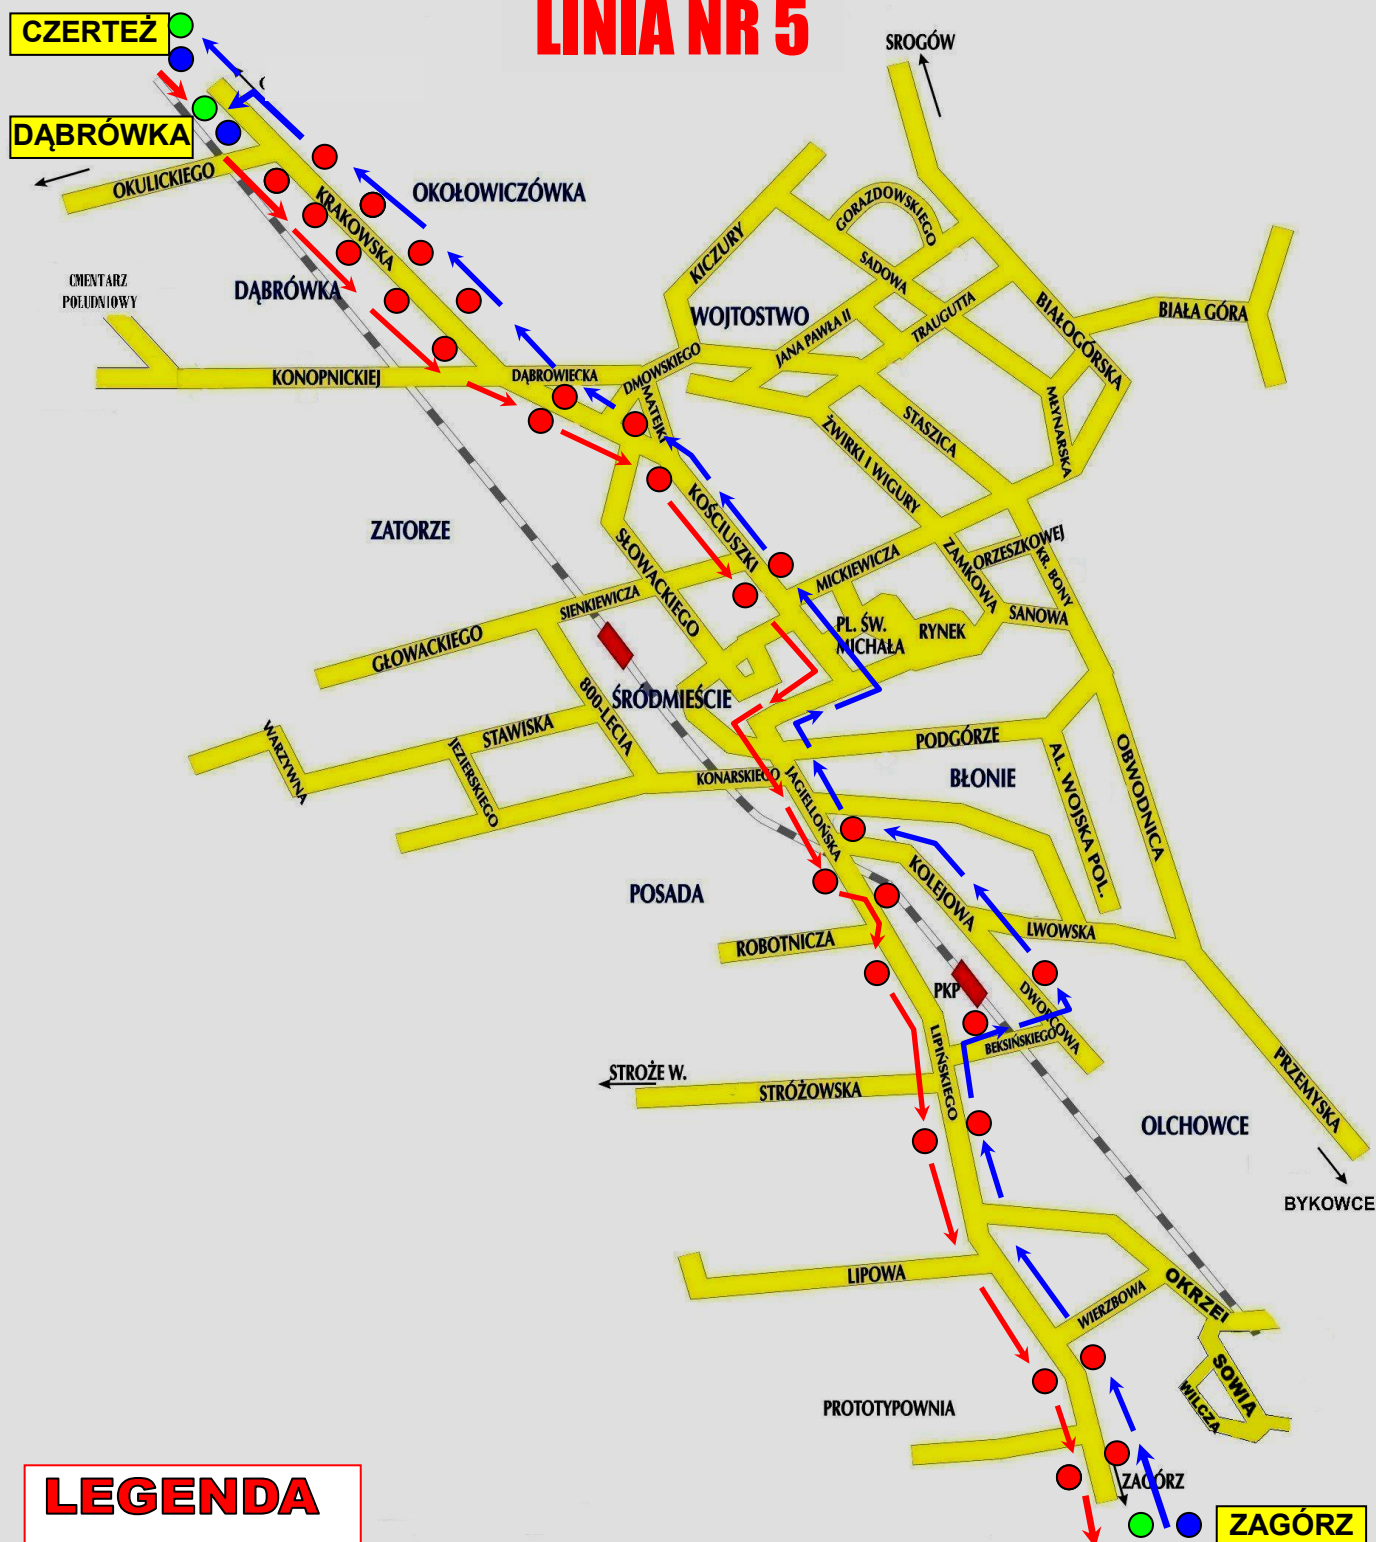 LINIA NR 5
CZERTEŻ
SROGÓW
DĄBRÓWKA
OKULICKIEGO
OKOŁOWICZÓWKA
KRAKOWSKA
GORAZDOWSKIEGO
KICZURY
SADOWA
CMENTARZ
POŁUDNIOWY
DĄBRÓWKA
WOJTOSTWO
JANA PAWŁA II
TRAUGUTTA
BIAŁOGÓRSKA
BIAŁA GÓRA
KONOPNICKIEJ
DĄBROWIECKA
DMOWSKIEGO
MATEJKI
MŁYNARSKA
STASZICA
ŻWIRKI I WIGURY
ZATORZE
KOŚCIUSZKI
SŁOWACKIEGO
MICKIEWICZA
ZAMKOWA
ORZESZKOWEJ
KR. BONY
SIENKIEWICZA
GŁOWACKIEGO
PL. ŚW.
MICHAŁA
RYNEK
SANOWA
800-LECIA
ŚRÓDMIEŚCIE
WARZYWNA
STAWISKA
JEZIERSKIEGO
PODGÓRZE
KONARSKIEGO
JAGIELLOŃSKA
BŁONIE
AL. WOJSKA POL.
OBWODNICA
POSADA
KOLEJOWA
ROBOTNICZA
LWOWSKA
PKP
DWORCOWA
LIPIŃSKIEGO
BEKSIŃSKIEGO
STROŻE W.
STRÓŻOWSKA
PRZEMYSKA
OLCHOWCE
BYKOWCE
LIPOWA
WIERZBOWA
OKRZEI
SOWIA
WILCZA
PROTOTYPOWNIA
ZAGÓRZ
LEGENDA
ZAGÓRZ